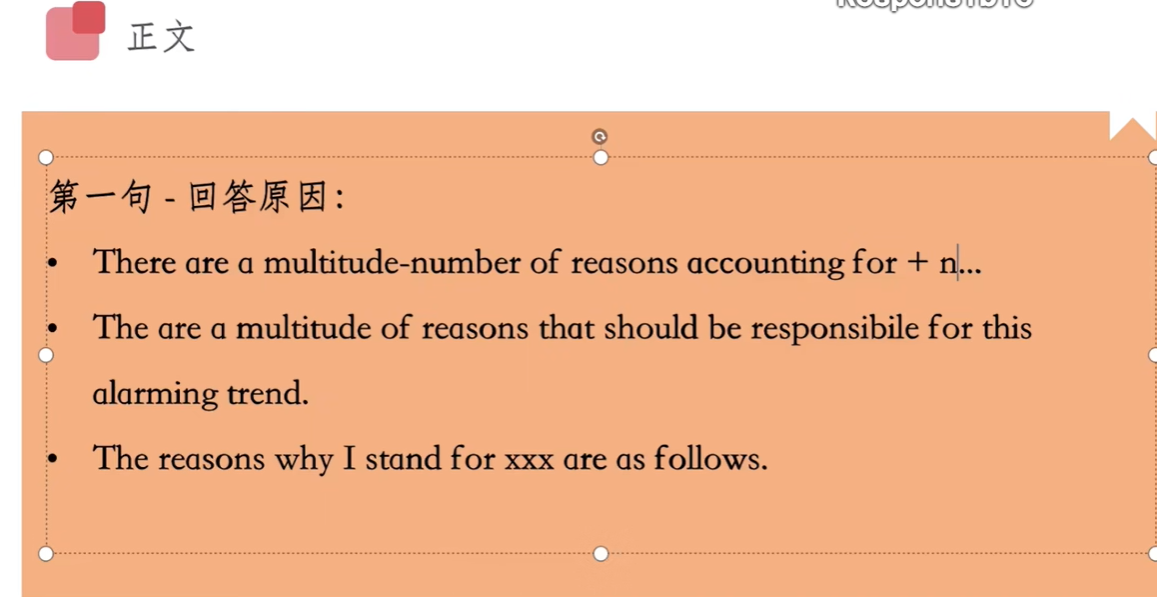 正文
第一句 - 回答原因：
• There are a multitude-number of reasons accounting for + n...
• The are a multitude of reasons that should be responsibile for this
alarming trend.
• The reasons why I stand for xxx are as follows.